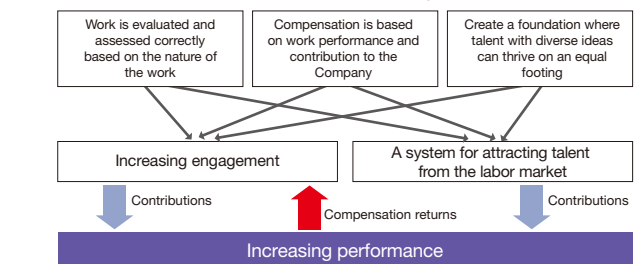 Work is evaluated and
assessed correctly
based on the nature of
the work
Compensation is based
on work performance and
contribution to the
Company
Create a foundation where
talent with diverse ideas
can thrive on an equal
footing
Increasing engagement
A system for attracting talent
from the labor market
Contributions
Compensation returns
Contributions
Increasing performance